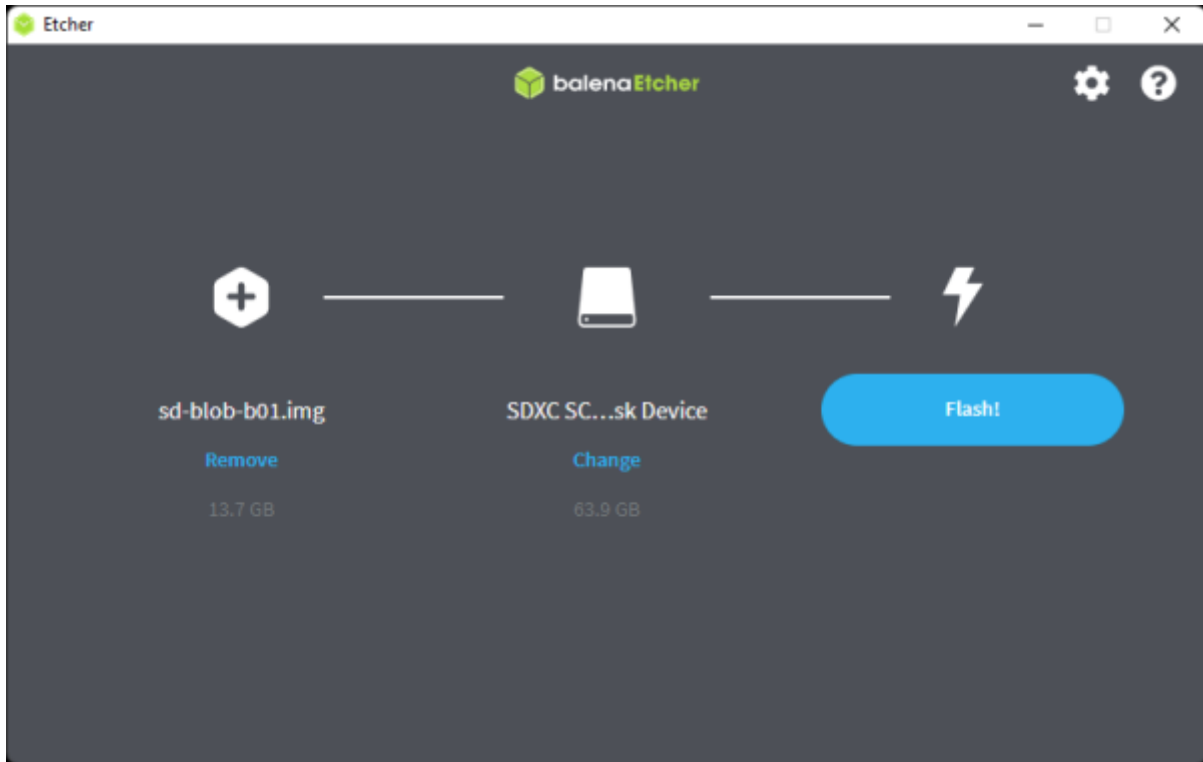 Etcher
balenaEtcher
sd-blob-b01.img
SDXC SC...sk Device
Flash!
Remove
Change
13.7 GB
63.9 GB